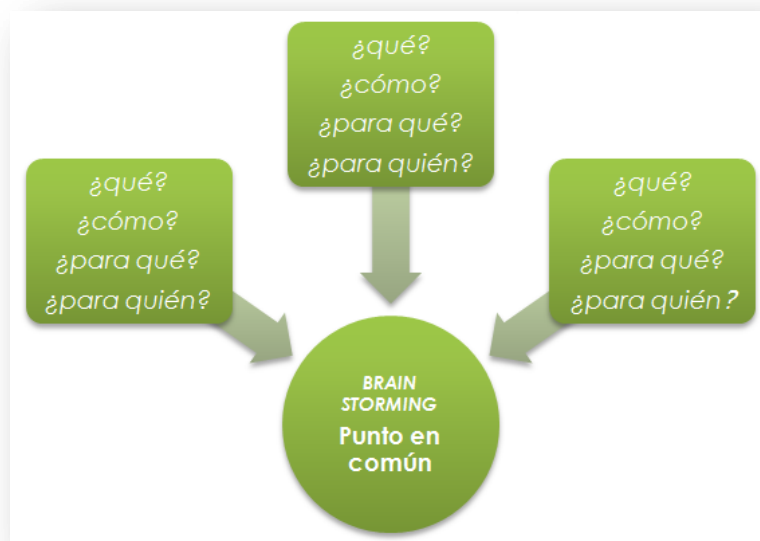 ¿qué?
¿cómo?
¿para qué?
¿para quién?
¿qué?
¿cómo?
¿para qué?
¿para quién?
¿qué?
¿cómo?
¿para qué?
¿para quién?
BRAIN
STORMING
Punto en
común